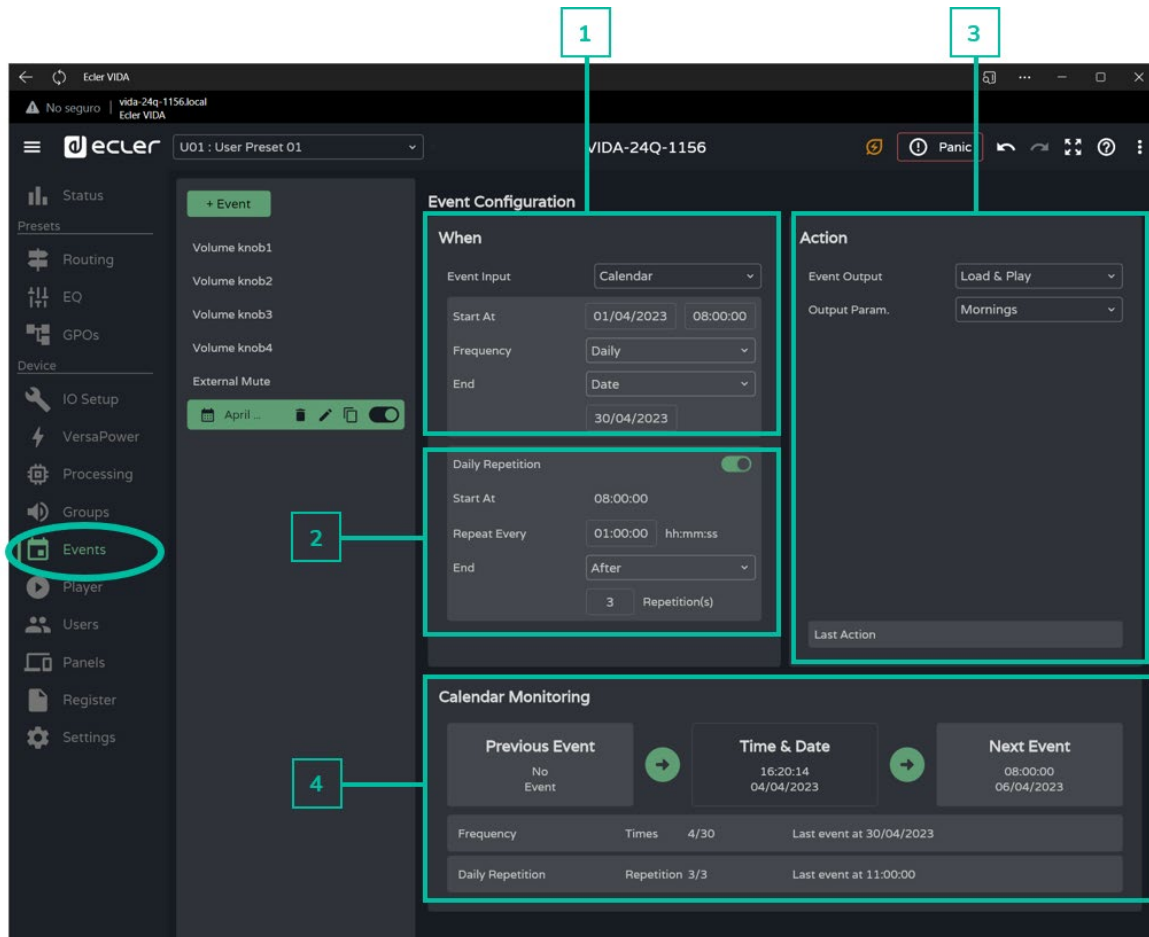 1
3
Ecler VIDA
No seguro
vida-24q-1156.local
Ecler VIDA
ecler
U01 : User Preset 01
VIDA-24Q-1156
Panic
Status
Presets
Routing
EQ
GPOs
Device
IO Setup
VersaPower
Processing
Groups
Events
Player
Users
Panels
Register
Settings
+ Event
Volume knob1
Volume knob2
Volume knob3
Volume knob4
External Mute
April ...
Event Configuration
When
Event Input Calendar
Start At 01/04/2023 08:00:00
Frequency Daily
End Date
30/04/2023
2
Daily Repetition
Start At 08:00:00
Repeat Every 01:00:00 hh:mm:ss
End After
3 Repetition(s)
Action
Event Output Load & Play
Output Param. Mornings
Last Action
4
Calendar Monitoring
Previous Event
No
Event
Time & Date
16:20:14
04/04/2023
Next Event
08:00:00
06/04/2023
Frequency Times 4/30 Last event at 30/04/2023
Daily Repetition Repetition 3/3 Last event at 11:00:00